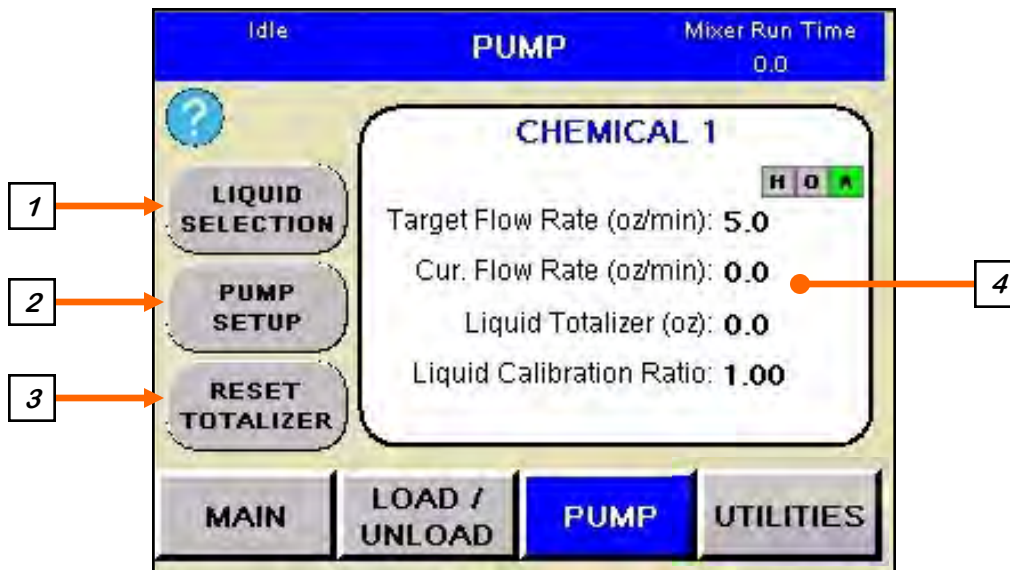 Idle
PUMP
Mixer Run Time
0.0
?
CHEMICAL 1
H O A
1
LIQUID
SELECTION
Target Flow Rate (oz/min): 5.0
Cur. Flow Rate (oz/min): 0.0
4
2
PUMP
SETUP
Liquid Totalizer (oz): 0.0
Liquid Calibration Ratio: 1.00
3
RESET
TOTALIZER
MAIN
LOAD /
UNLOAD
PUMP
UTILITIES